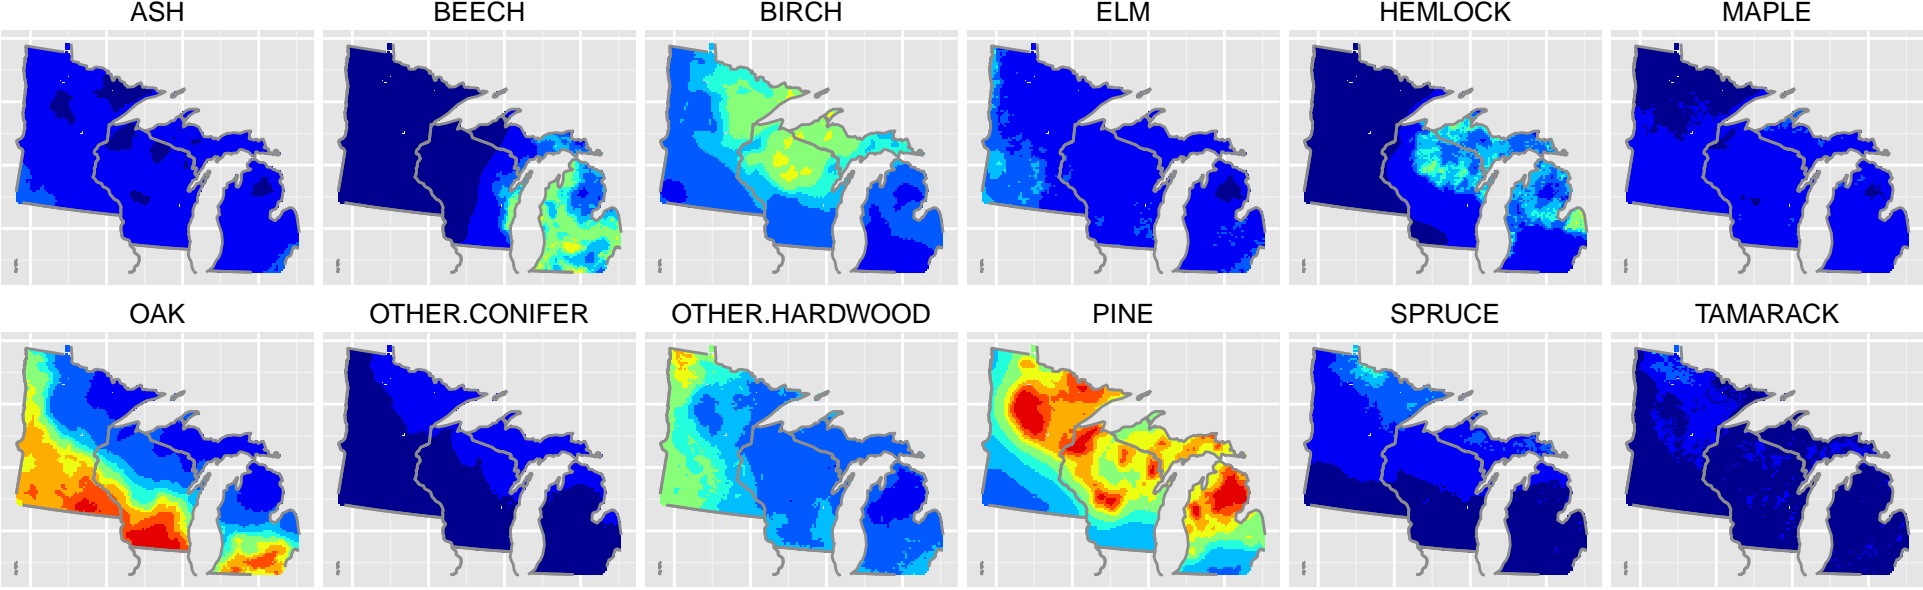 ASH BEECH BIRCH ELM HEMLOCK MAPLE
OAK OTHER.CONIFER OTHER.HARDWOOD PINE SPRUCE TAMARACK